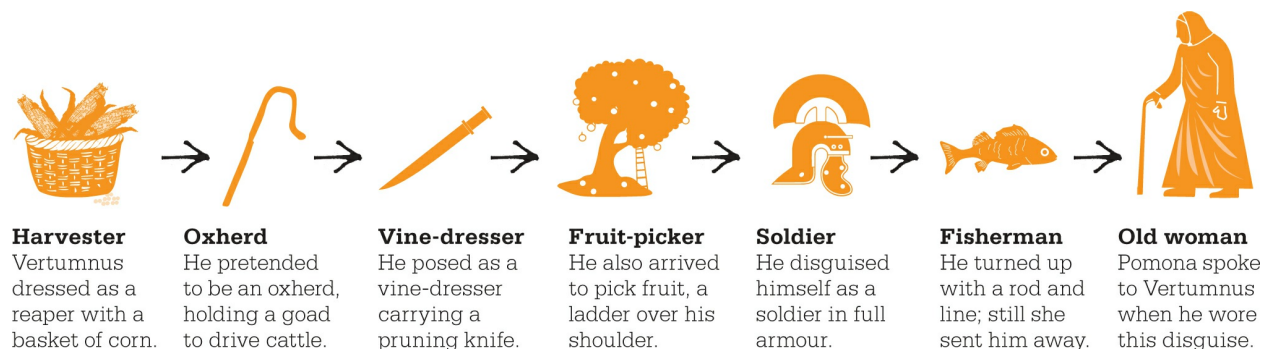 Harvester
Vertumnus
dressed as a
reaper with a
basket of corn.
Oxherd
He pretended
to be an oxherd,
holding a goad
to drive cattle.
Vine-dresser
He posed as a
vine-dresser
carrying a
pruning knife.
Fruit-picker
He also arrived
to pick fruit, a
ladder over his
shoulder.
Soldier
He disguised
himself as a
soldier in full
armour.
Fisherman
He turned up
with a rod and
line; still she
sent him away.
Old woman
Pomona spoke
to Vertumnus
when he wore
this disguise.